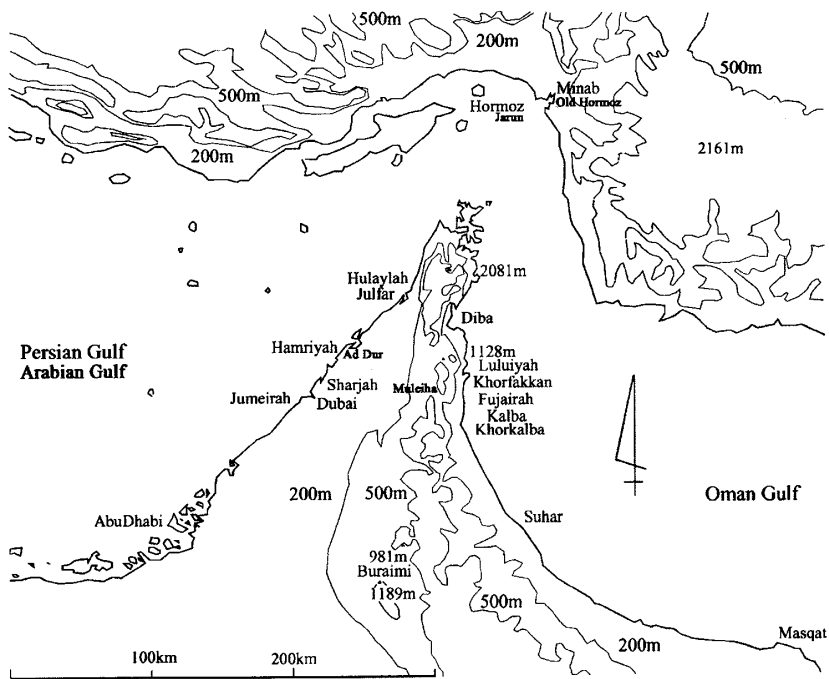 500m
200m
500m
500m
Minab
Old Hormoz
Hormoz
Jarun
200m
2161m
Hulaylah
Julfar
2081m
Diba
Persian Gulf
Arabian Gulf
Hamriyah
Ad Dur
1128m
Luluiyah
Khorfakkan
Fujairah
Kalba
Khorkalba
Muleiha
Sharjah
Jumeirah
Dubai
200m
500m
Oman Gulf
AbuDhabi
Suhar
981m
Buraimi
1189m
500m
200m
Masqat
100km
200km